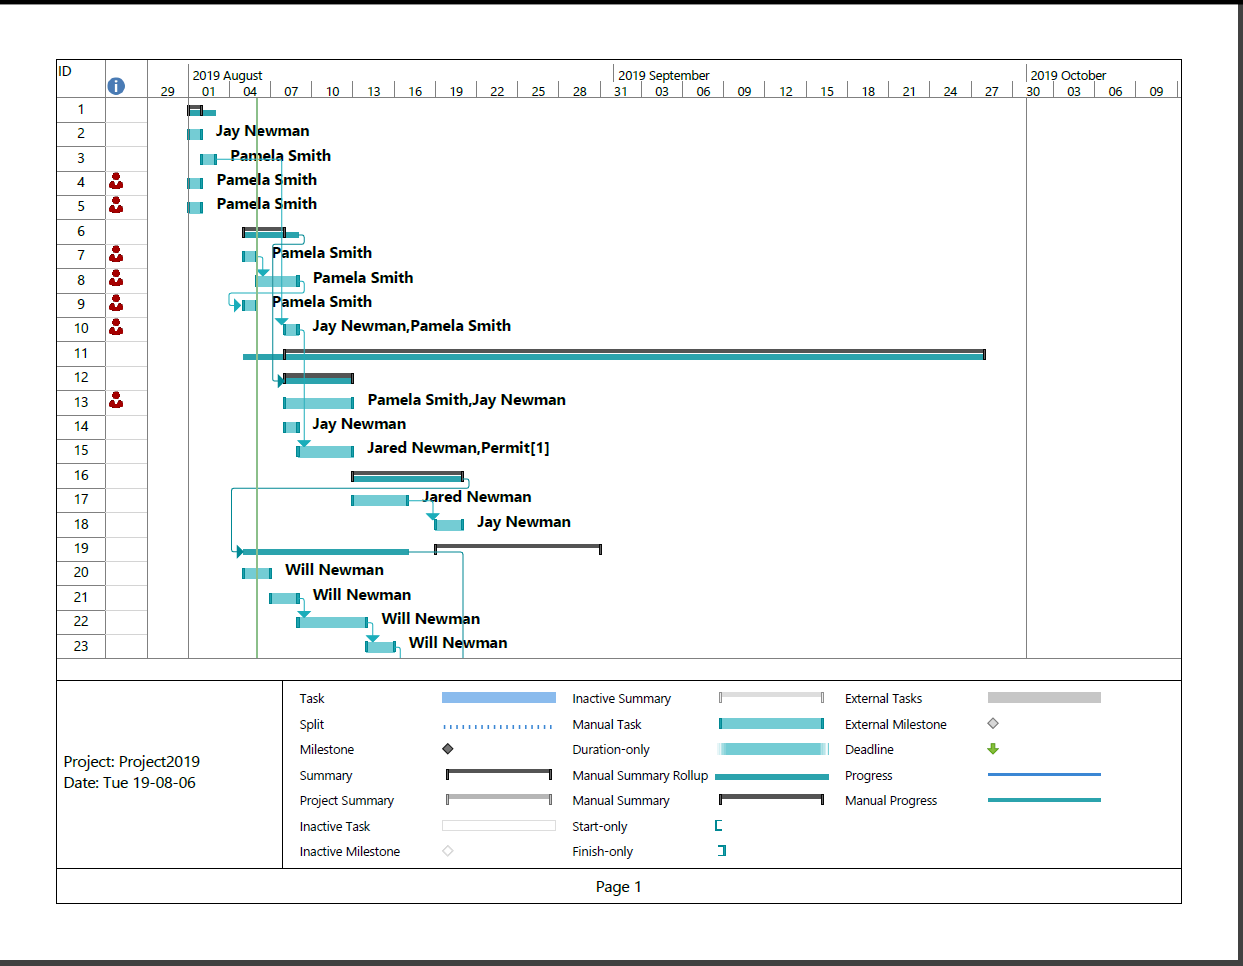 ID
i
2019 August 2019 September 2019 October
29 01 04 07 10 13 16 19 22 25 28 31 03 06 09 12 15 18 21 24 27 30 03 06 09
1
2 Jay Newman
3 Pamela Smith
4 Pamela Smith
5 Pamela Smith
6
7 Pamela Smith
8 Pamela Smith
9 Pamela Smith
10 Jay Newman,Pamela Smith
11
12
13 Pamela Smith,Jay Newman
14 Jay Newman
15 Jared Newman,Permit[1]
16
17 Jared Newman
18 Jay Newman
19
20 Will Newman
21 Will Newman
22 Will Newman
23 Will Newman
Project: Project2019
Date: Tue 19-08-06
Task
Split
Milestone
Summary
Project Summary
Inactive Task
Inactive Milestone
Inactive Summary
Manual Task
Duration-only
Manual Summary Rollup
Manual Summary
Start-only
Finish-only
External Tasks
External Milestone
Deadline
Progress
Manual Progress
Page 1